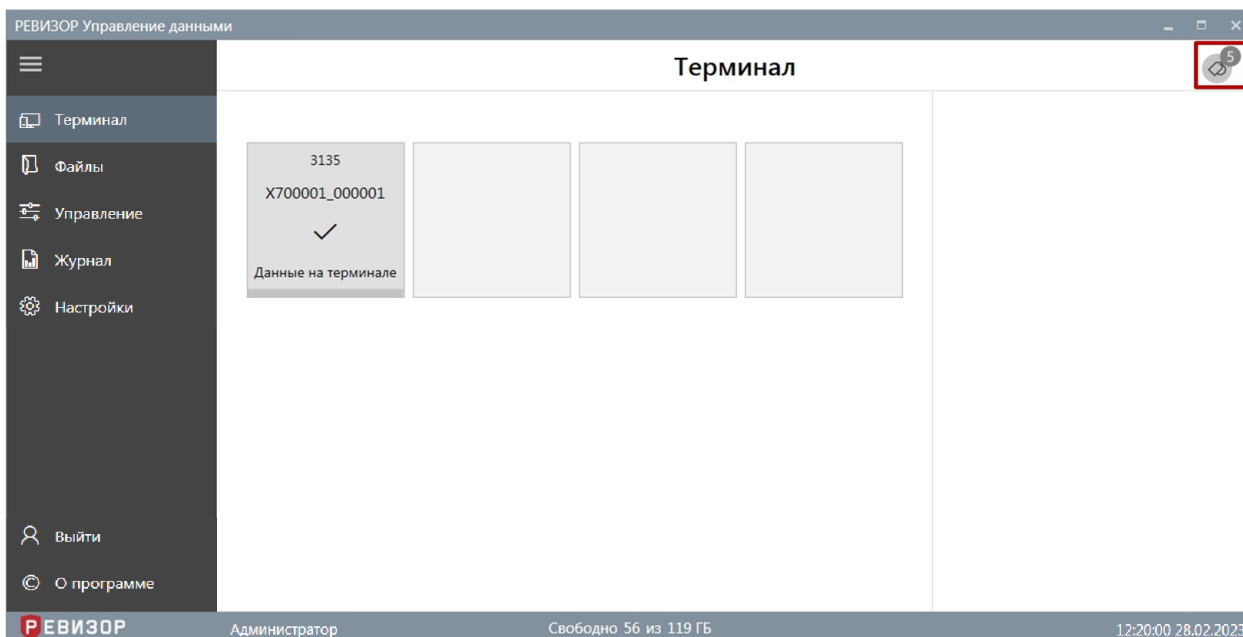 РЕВИЗОР Управление данными
Терминал
5
Терминал
Файлы
Управление
Журнал
Настройки
3135
X700001_000001
Данные на терминале
Выйти
О программе
РЕВИЗОР
Администратор
Свободно 56 из 119 ГБ
12:20:00 28.02.2023